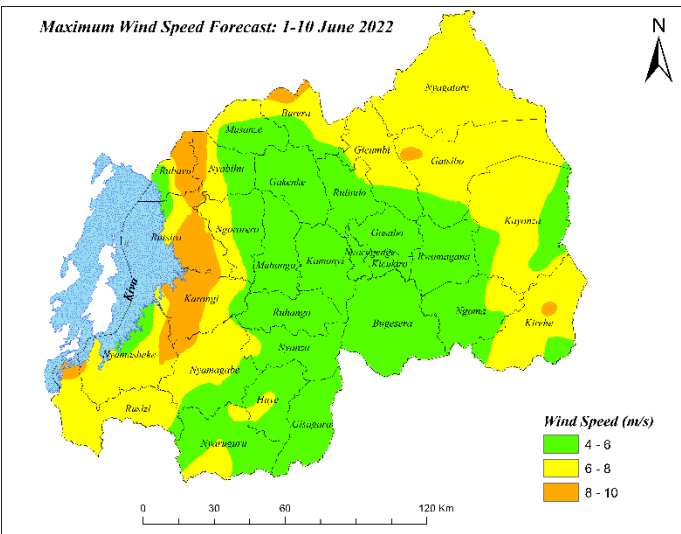 Maximum Wind Speed Forecast: 1-10 June 2022
N
Nyagatare
Burera
Musanze
Gicumbi
Gatsibo
Rubavu
Nyabihu
Gakenke
Rulindo
Kayonza
Rutsiro
Ngororero
Gasabo
Nyarugenge
Kicukiro
Rwamagana
Muhanga
Kamonyi
Kivu
Karongi
Ruhango
Bugesera
Ngoma
Kirehe
Nyamasheke
Nyanza
Nyamagabe
Rusizi
Huye
Gisagara
Nyaruguru
Wind Speed (m/s)
4 - 6
6 - 8
8 - 10
0 30 60 120 Km